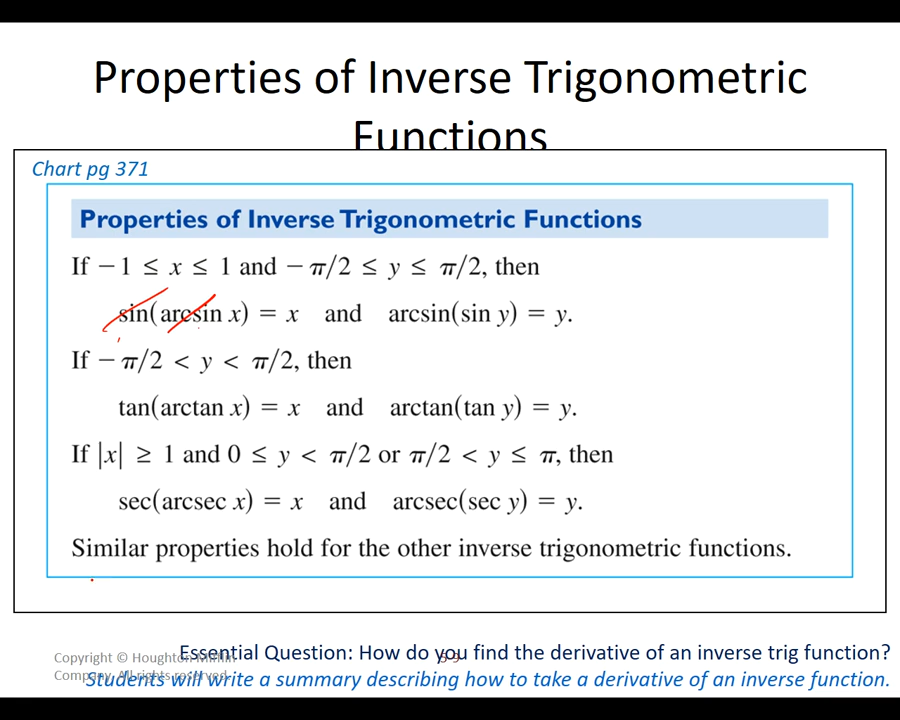 Properties of Inverse Trigonometric
Functions
Chart pg 371
Properties of Inverse Trigonometric Functions
If −1 ≤ x ≤ 1 and −π/2 ≤ y ≤ π/2, then
sin(arcsin x) = x and arcsin(sin y) = y.
If −π/2 < y < π/2, then
tan(arctan x) = x and arctan(tan y) = y.
If |x| ≥ 1 and 0 ≤ y < π/2 or π/2 < y ≤ π, then
sec(arcsec x) = x and arcsec(sec y) = y.
Similar properties hold for the other inverse trigonometric functions.
Essential Question: How do you find the derivative of an inverse trig function?
Copyright © Houghton Mifflin
Company. All rights reserved.
Students will write a summary describing how to take a derivative of an inverse function.